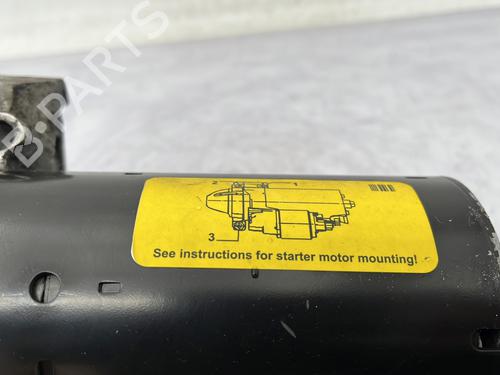 B-PARTS
2 1
3
See instructions for starter motor mounting!